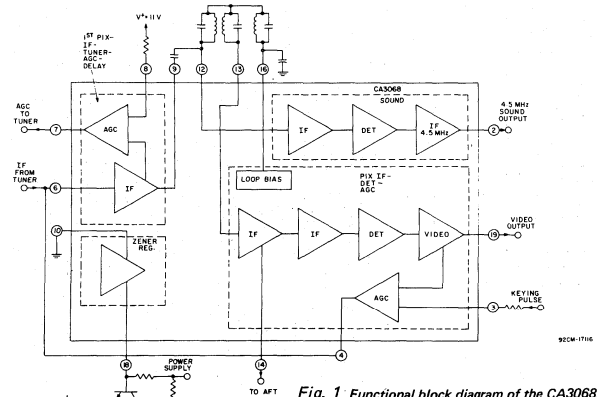 V⁺=11 V
1ST PIX-
IF-
TUNER-
AGC-
DELAY
8
9
12
13
16
CA3068
SOUND
AGC
TO
TUNER
7
AGC
IF
DET
IF
4.5 MHz
2
4.5 MHz
SOUND
OUTPUT
IF
FROM
TUNER
6
IF
LOOP BIAS
PIX IF-
DET-
AGC
10
ZENER
REG.
IF
IF
DET
VIDEO
19
VIDEO
OUTPUT
AGC
3
KEYING
PULSE
4
92CM-17116
18
POWER
SUPPLY
14
TO AFT
Fig. 1 Functional block diagram of the CA3068